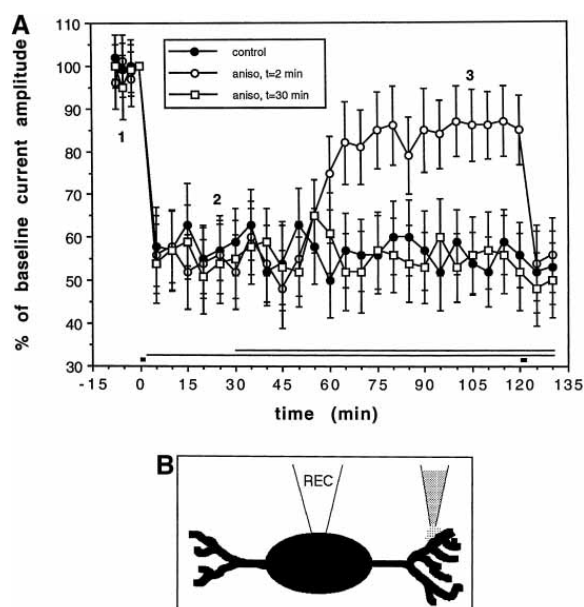 A
110
100
90
80
70
60
50
40
30
% of baseline current amplitude
control
aniso, t=2 min
aniso, t=30 min
1
2
3
-15 0 15 30 45 60 75 90 105 120 135
time (min)
B
REC